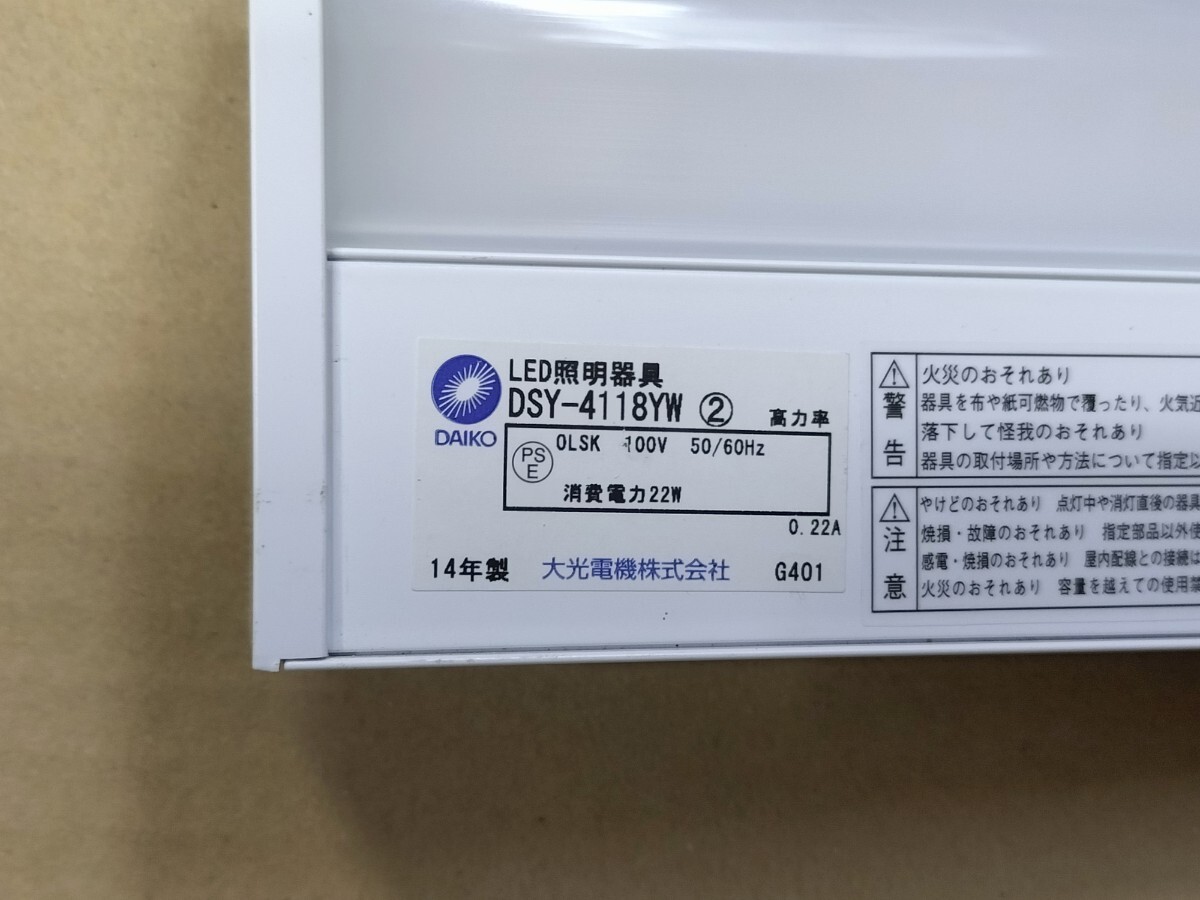 LED照明器具
DSY-4118YW ②
高力率
DAIKO
PS
E
OLSK 100V 50/60Hz
消費電力22W
0.22A
14年製 大光電機株式会社 G401
警告
火災のおそれあり
器具を布や紙可燃物で覆ったり、火気近
落下して怪我のおそれあり
器具の取付場所や方法について指定以
注意
やけどのおそれあり 点灯中や消灯直後の器具
焼損・故障のおそれあり 指定部品以外使
感電・焼損のおそれあり 屋内配線との接続は
火災のおそれあり 容量を越えての使用禁